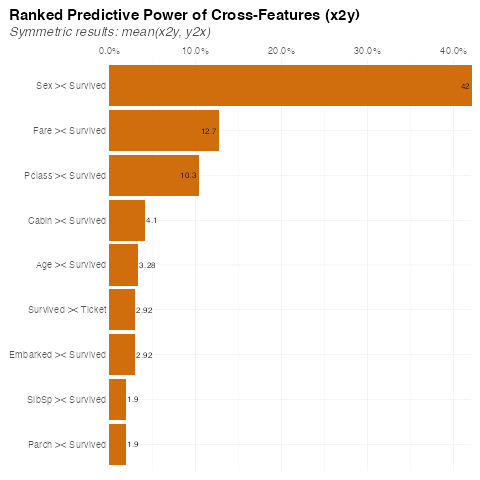 Ranked Predictive Power of Cross-Features (x2y)
Symmetric results: mean(x2y, y2x)
0.0% 10.0% 20.0% 30.0% 40.0%
Sex >< Survived 42
Fare >< Survived 12.7
Pclass >< Survived 10.3
Cabin >< Survived 4.1
Age >< Survived 3.28
Survived >< Ticket 2.92
Embarked >< Survived 2.92
SibSp >< Survived 1.9
Parch >< Survived 1.9